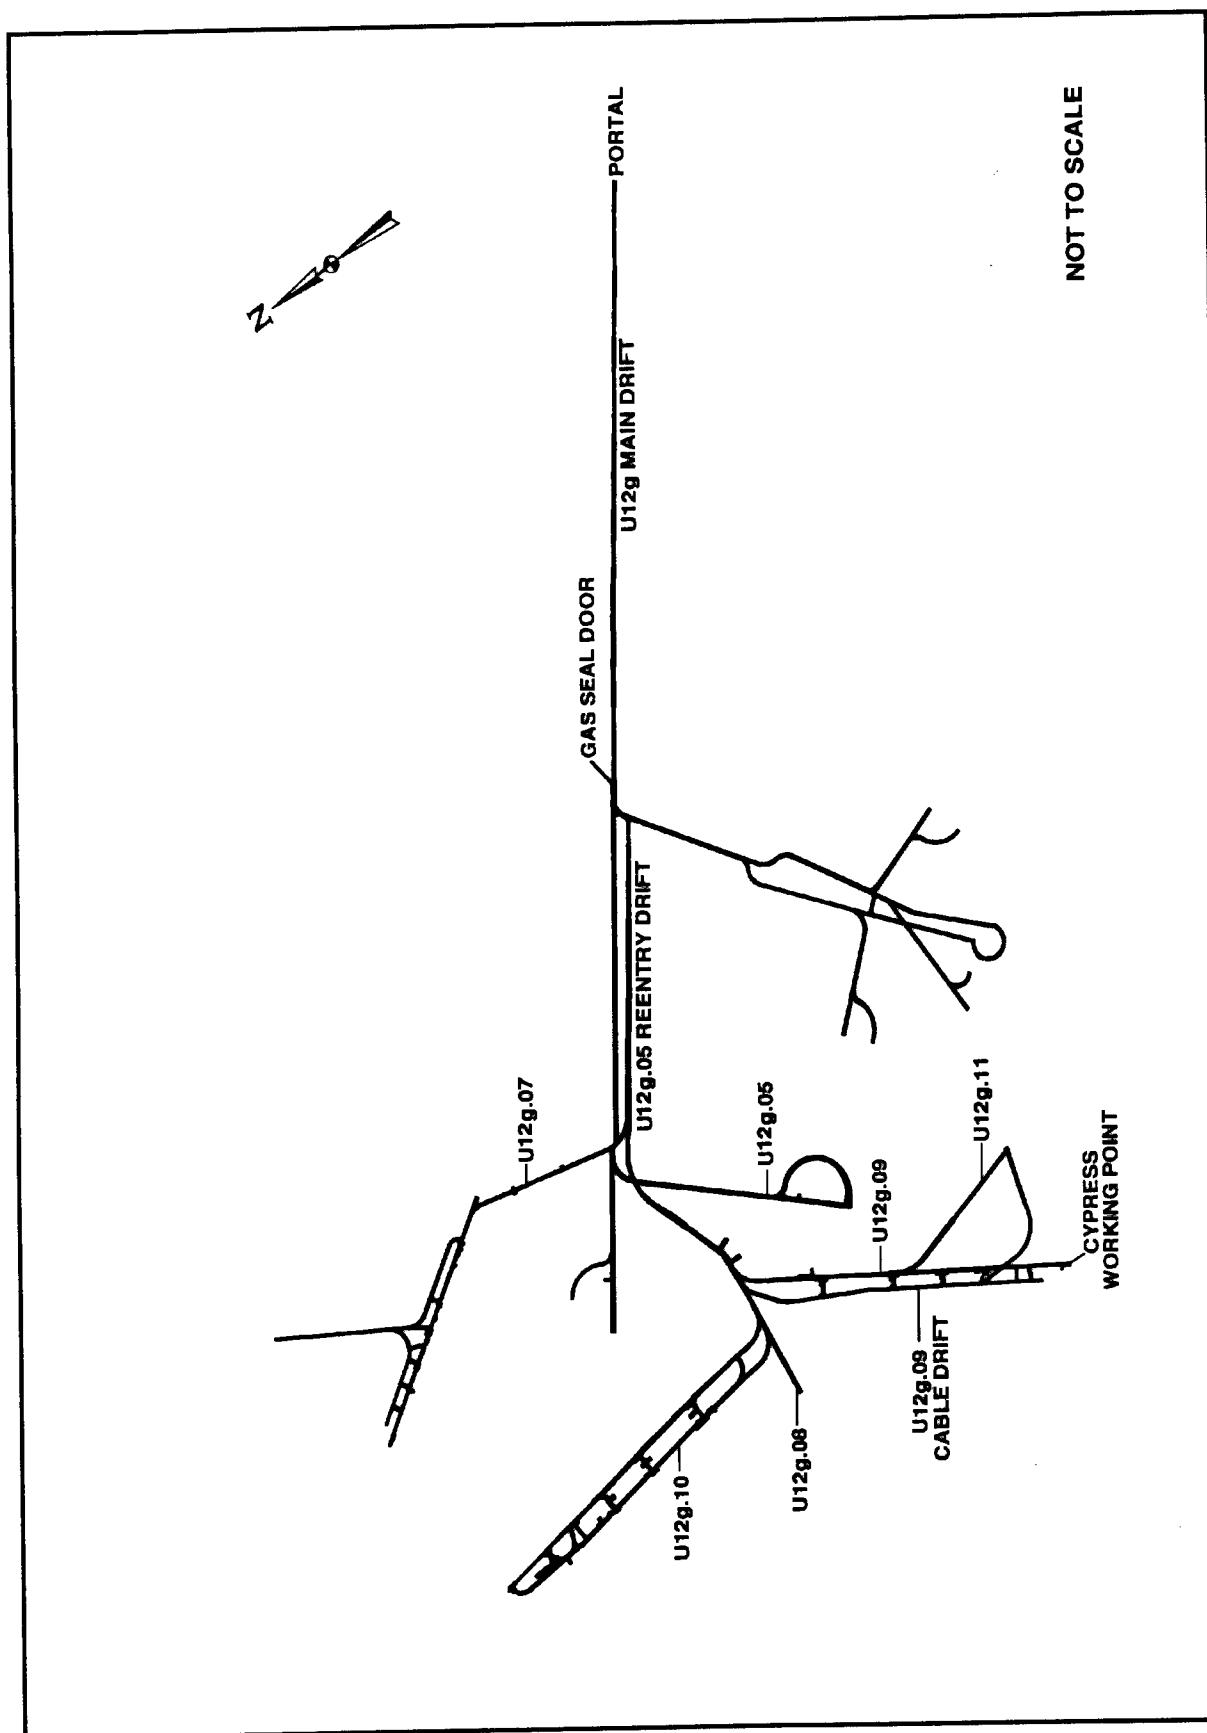 N
PORTAL
NOT TO SCALE
U12g MAIN DRIFT
GAS SEAL DOOR
U12g.05 REENTRY DRIFT
U12g.07
U12g.05
U12g.11
U12g.09
CYPRESS
WORKING POINT
U12g.09
CABLE DRIFT
U12g.08
U12g.10